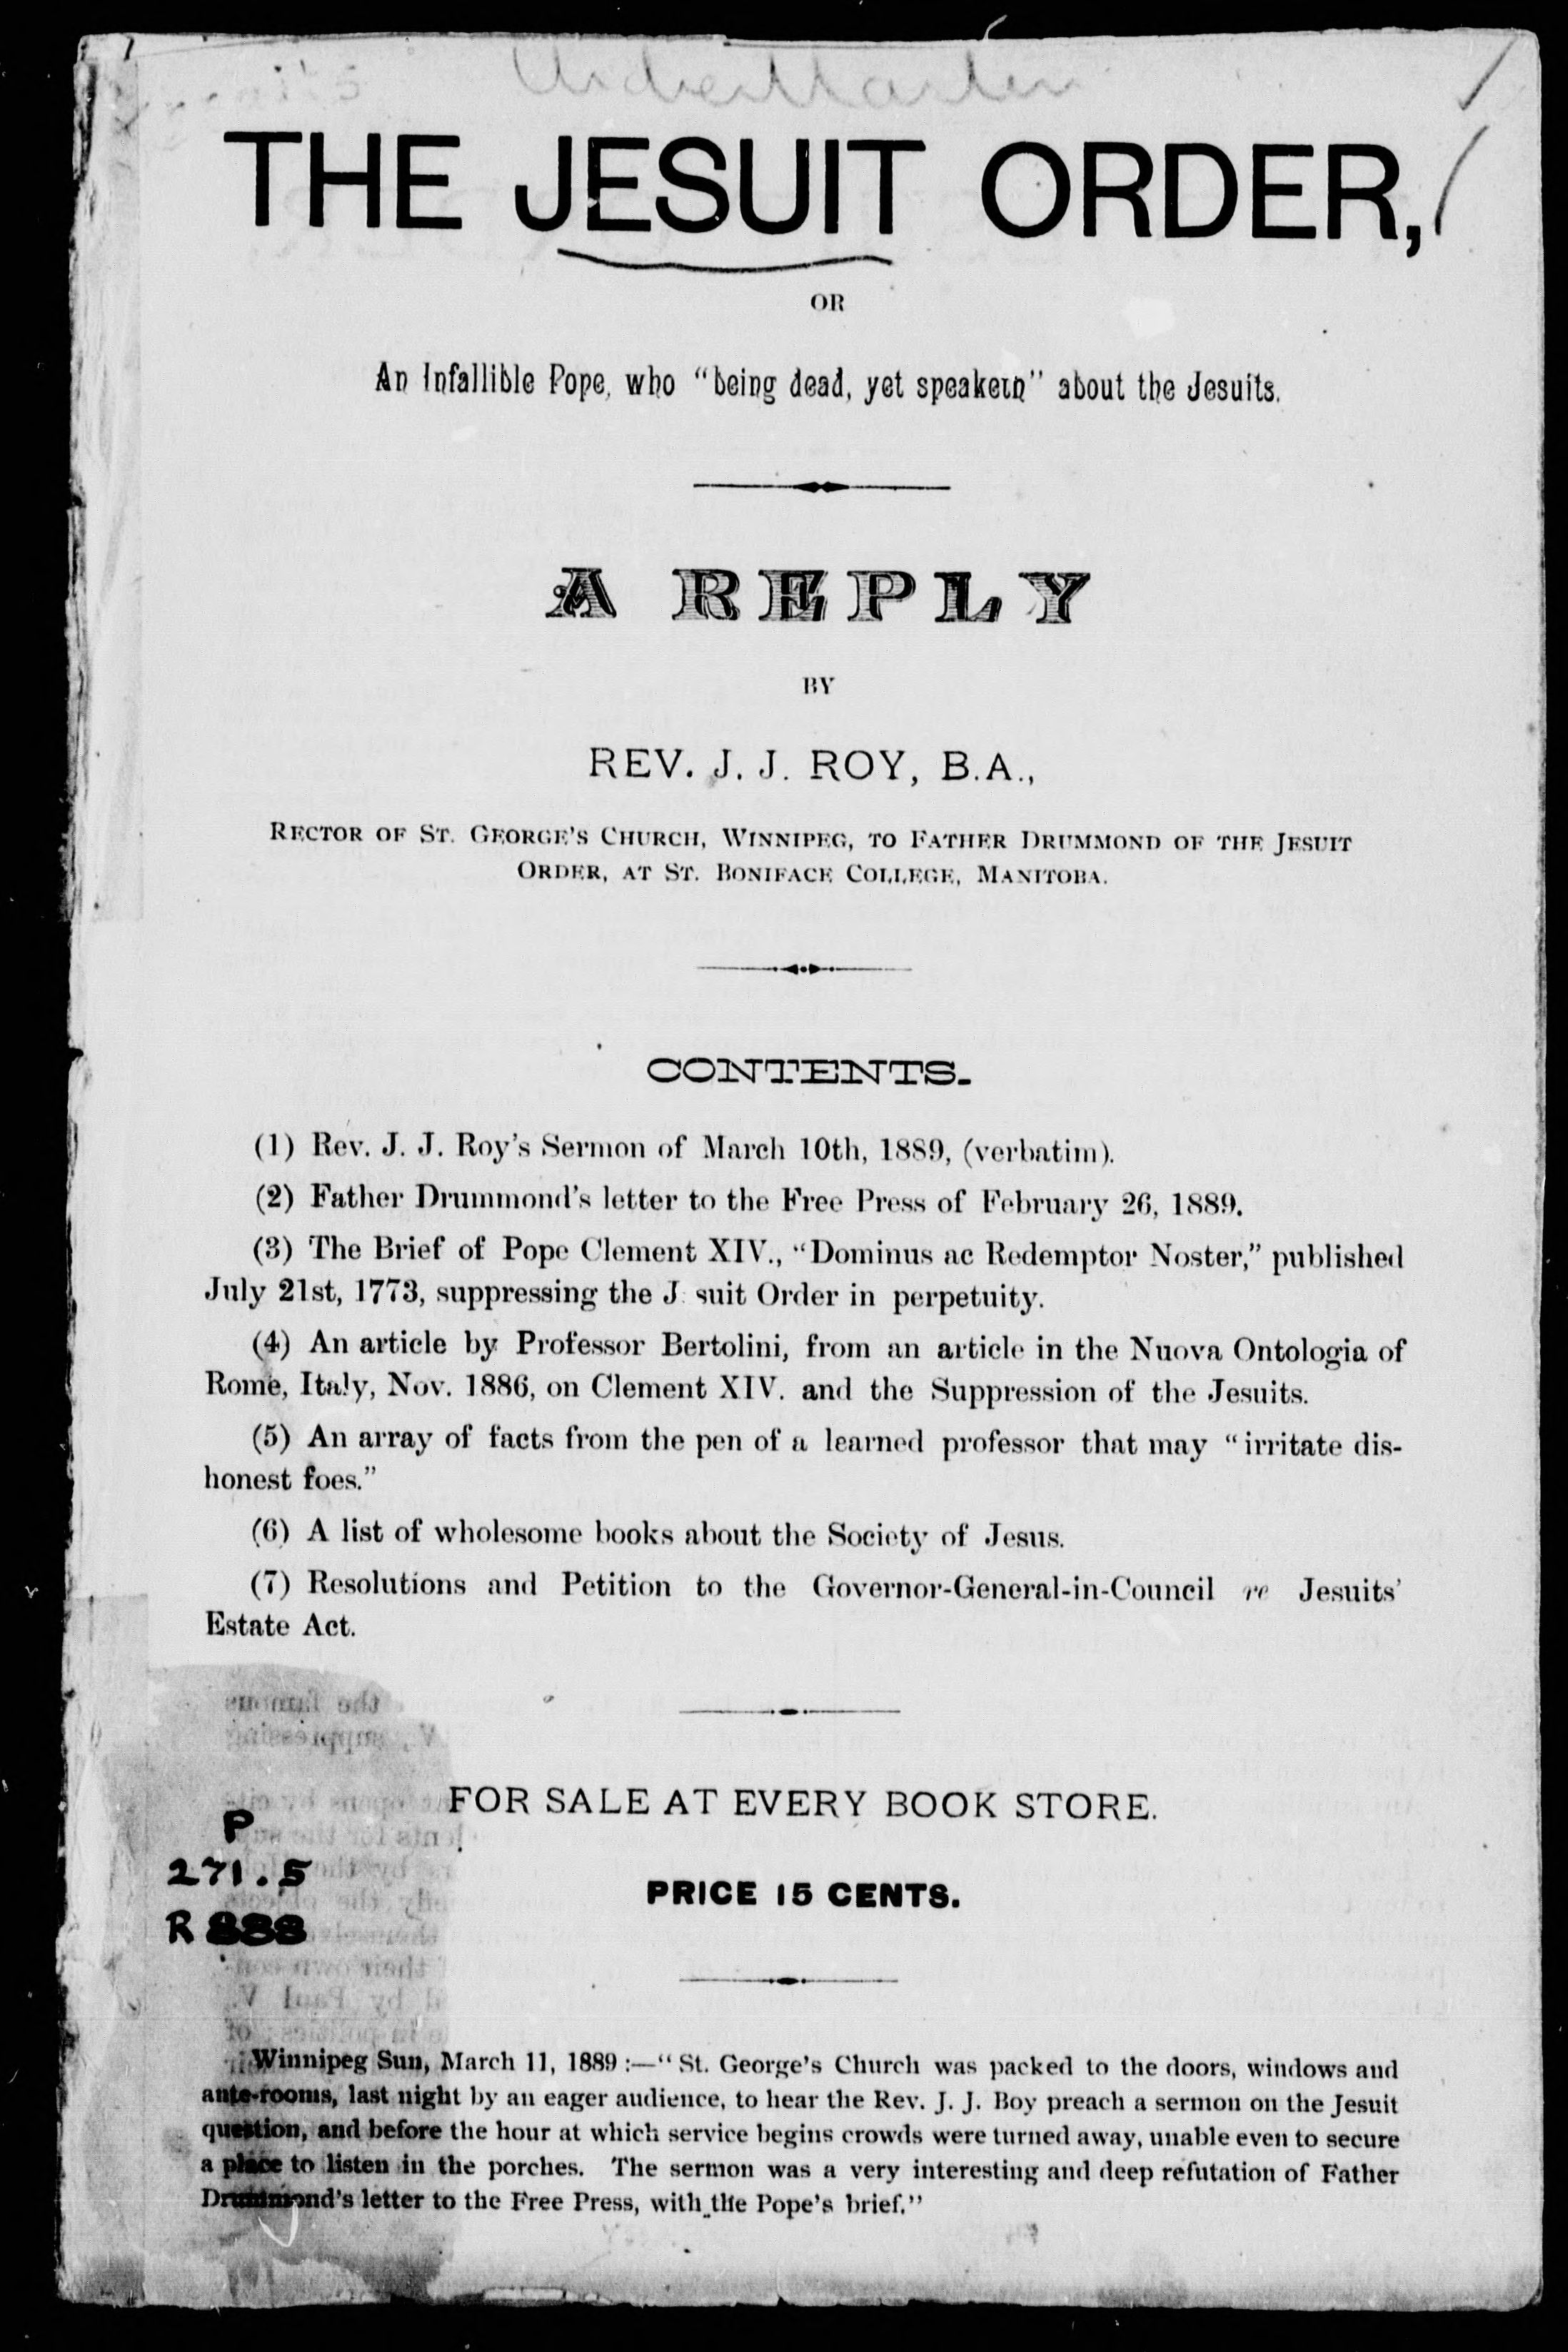 THE JESUIT ORDER,
OR
An Infallible Pope, who "being dead, yet speaketh" about the Jesuits.
A REPLY
BY
REV. J. J. ROY, B.A.,
RECTOR OF ST. GEORGE'S CHURCH, WINNIPEG, TO FATHER DRUMMOND OF THE JESUIT
ORDER, AT ST. BONIFACE COLLEGE, MANITOBA.
CONTENTS.
(1) Rev. J. J. Roy's Sermon of March 10th, 1889, (verbatim).
(2) Father Drummond's letter to the Free Press of February 26, 1889.
(3) The Brief of Pope Clement XIV., "Dominus ac Redemptor Noster," published
July 21st, 1773, suppressing the J suit Order in perpetuity.
(4) An article by Professor Bertolini, from an article in the Nuova Ontologia of
Rome, Italy, Nov. 1886, on Clement XIV. and the Suppression of the Jesuits.
(5) An array of facts from the pen of a learned professor that may "irritate dis-
honest foes."
(6) A list of wholesome books about the Society of Jesus.
(7) Resolutions and Petition to the Governor-General-in-Council re Jesuits'
Estate Act.
FOR SALE AT EVERY BOOK STORE.
P
271.5
R 888
PRICE 15 CENTS.
Winnipeg Sun, March 11, 1889 :—"St. George's Church was packed to the doors, windows and
ante-rooms, last night by an eager audience, to hear the Rev. J. J. Boy preach a sermon on the Jesuit
question, and before the hour at which service begins crowds were turned away, unable even to secure
a place to listen in the porches. The sermon was a very interesting and deep refutation of Father
Drummond's letter to the Free Press, with the Pope's brief."